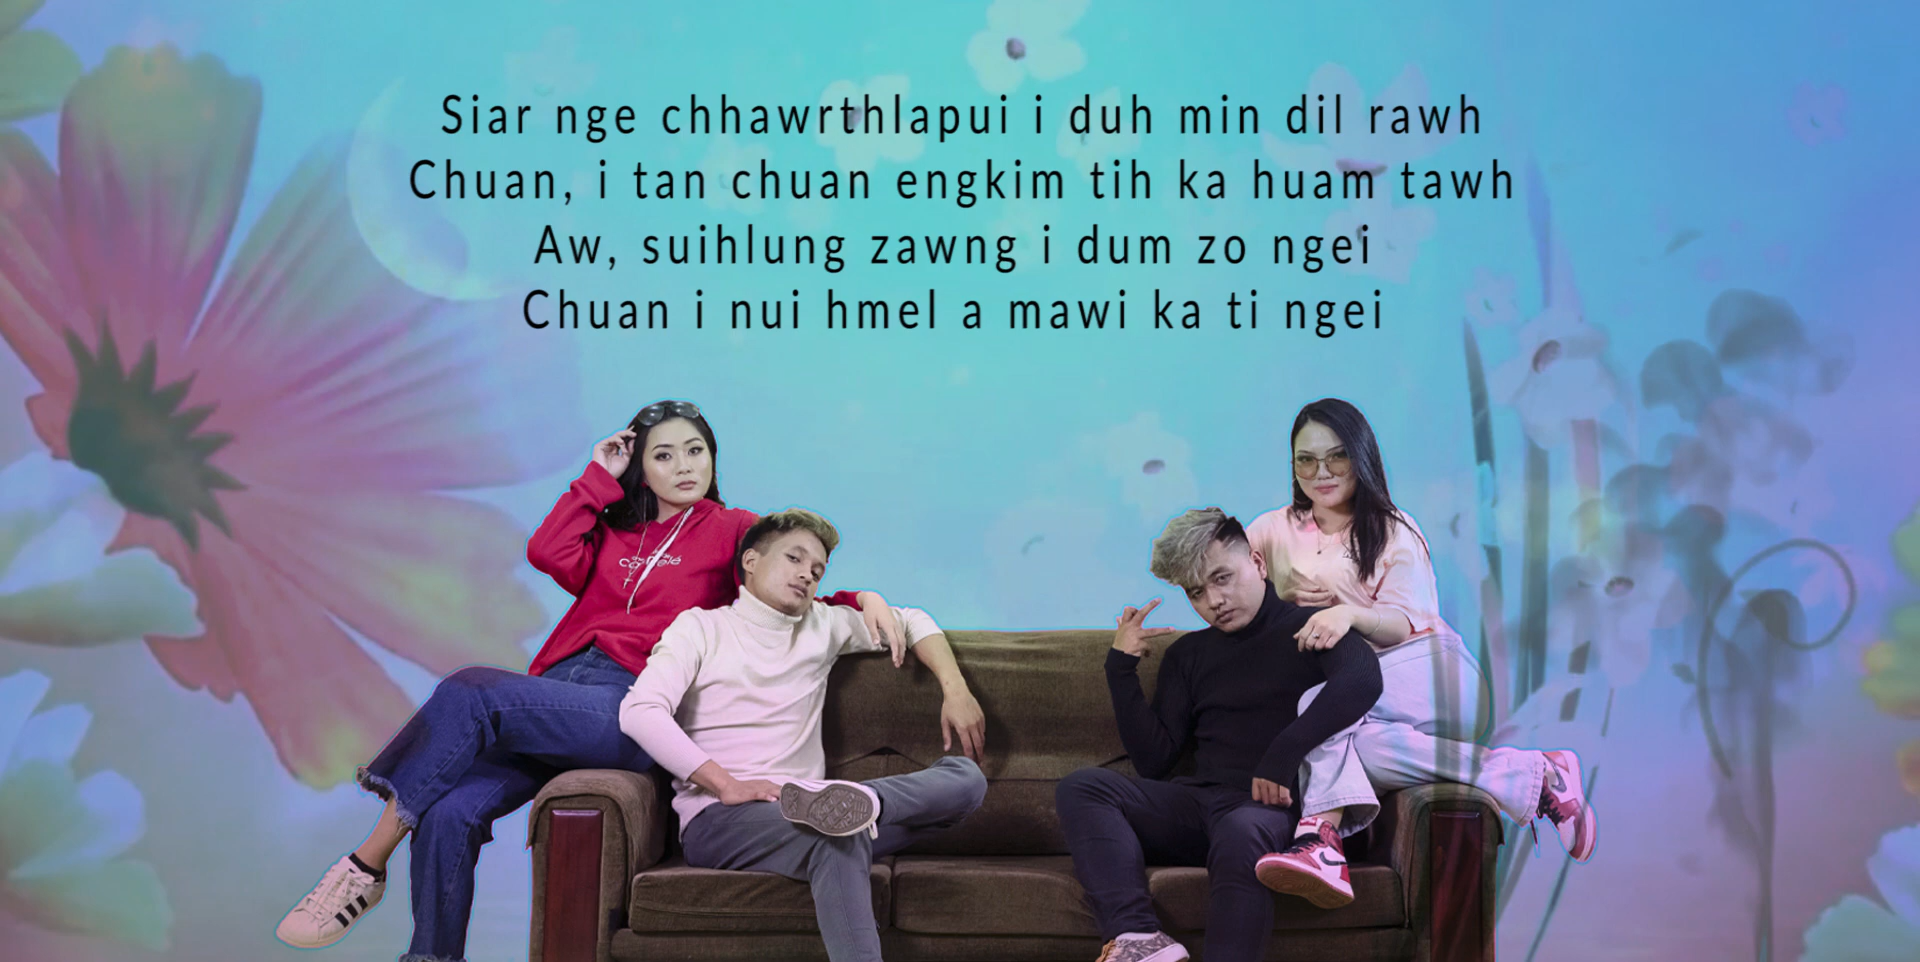 Siar nge chhawrthlapui i duh min dil rawh
Chuan, i tan chuan engkim tih ka huam tawh
Aw, suihlung zawng i dum zo ngei
Chuan i nui hmel a mawi ka ti ngei